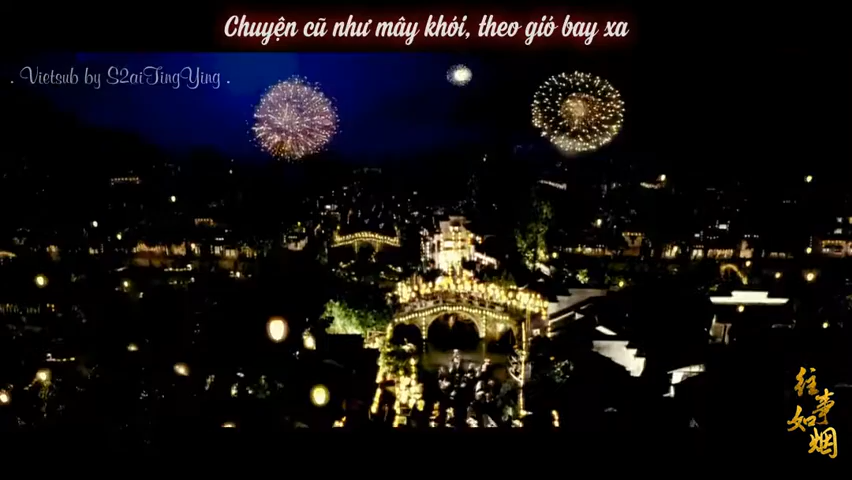 Chuyện cũ như mây khói, theo gió bay xa
. Vietsub by S2aiTingYing .
往事如烟